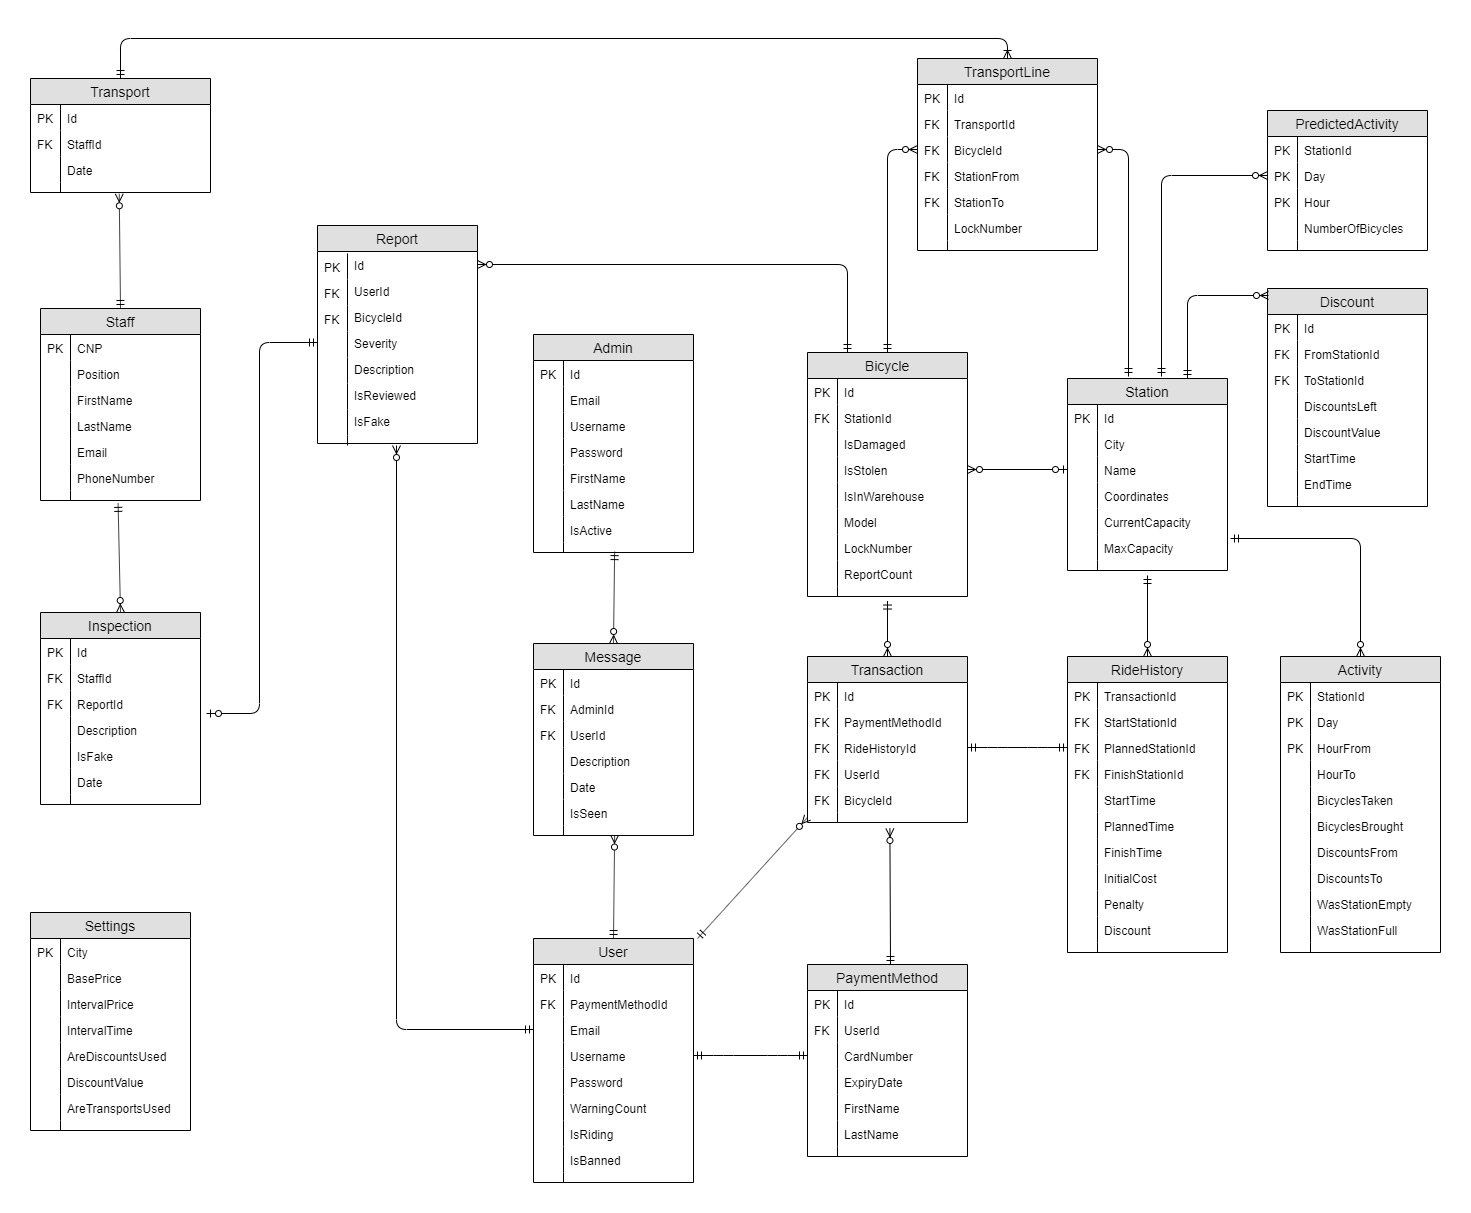 Transport
PK Id
FK StaffId
Date
TransportLine
PK Id
FK TransportId
FK BicycleId
FK StationFrom
FK StationTo
LockNumber
PredictedActivity
PK StationId
PK Day
PK Hour
NumberOfBicycles
Report
PK Id
FK UserId
FK BicycleId
Severity
Description
IsReviewed
IsFake
Discount
PK Id
FK FromStationId
FK ToStationId
DiscountsLeft
DiscountValue
StartTime
EndTime
Staff
PK CNP
Position
FirstName
LastName
Email
PhoneNumber
Admin
PK Id
Email
Username
Password
FirstName
LastName
IsActive
Bicycle
PK Id
FK StationId
IsDamaged
IsStolen
IsInWarehouse
Model
LockNumber
ReportCount
Station
PK Id
City
Name
Coordinates
CurrentCapacity
MaxCapacity
Inspection
PK Id
FK StaffId
FK ReportId
Description
IsFake
Date
Message
PK Id
FK AdminId
FK UserId
Description
Date
IsSeen
Transaction
PK Id
FK PaymentMethodId
FK RideHistoryId
FK UserId
FK BicycleId
RideHistory
PK TransactionId
FK StartStationId
FK PlannedStationId
FK FinishStationId
StartTime
PlannedTime
FinishTime
InitialCost
Penalty
Discount
Activity
PK StationId
PK Day
PK HourFrom
HourTo
BicyclesTaken
BicyclesBrought
DiscountsFrom
DiscountsTo
WasStationEmpty
WasStationFull
Settings
PK City
BasePrice
IntervalPrice
IntervalTime
AreDiscountsUsed
DiscountValue
AreTransportsUsed
User
PK Id
FK PaymentMethodId
Email
Username
Password
WarningCount
IsRiding
IsBanned
PaymentMethod
PK Id
FK UserId
CardNumber
ExpiryDate
FirstName
LastName